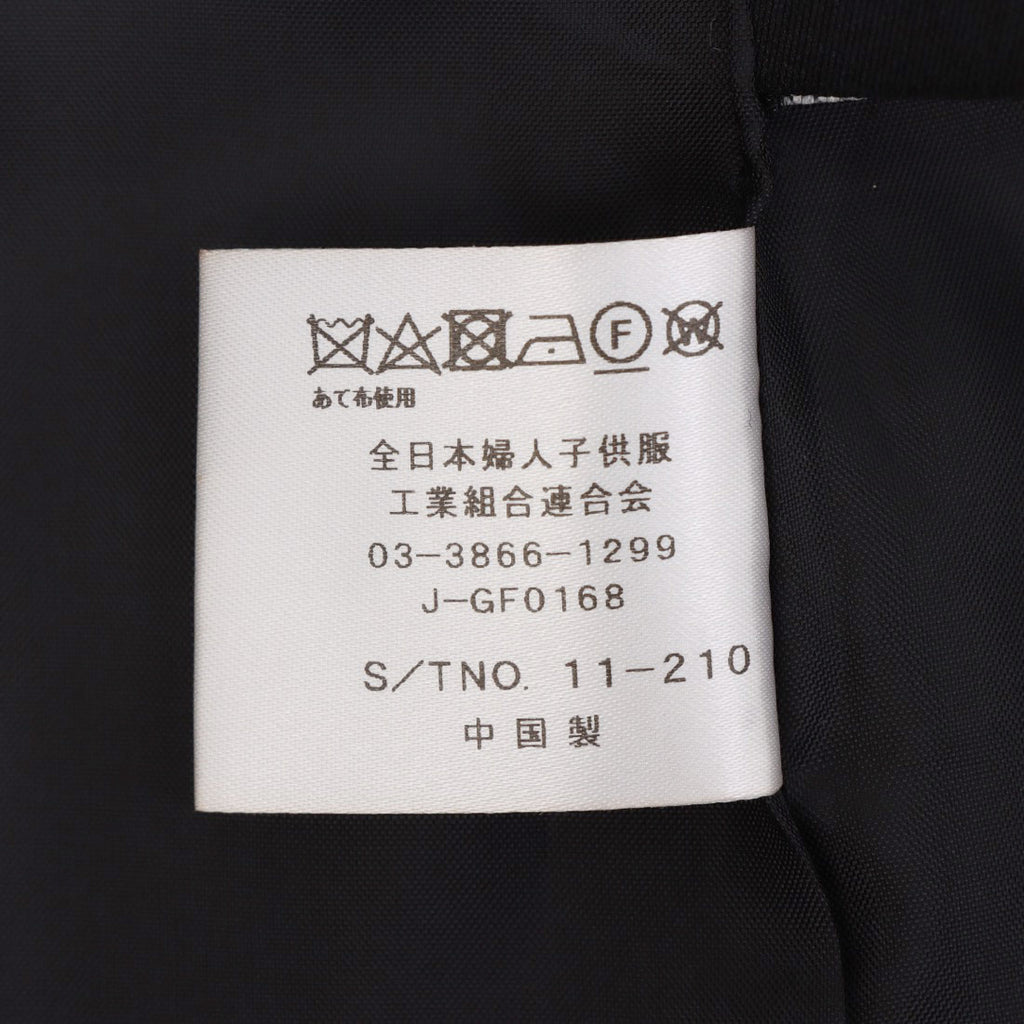 F W
あて布使用
全日本婦人子供服
工業組合連合会
03-3866-1299
J-GF0168
S/TNO. 11-210
中国製